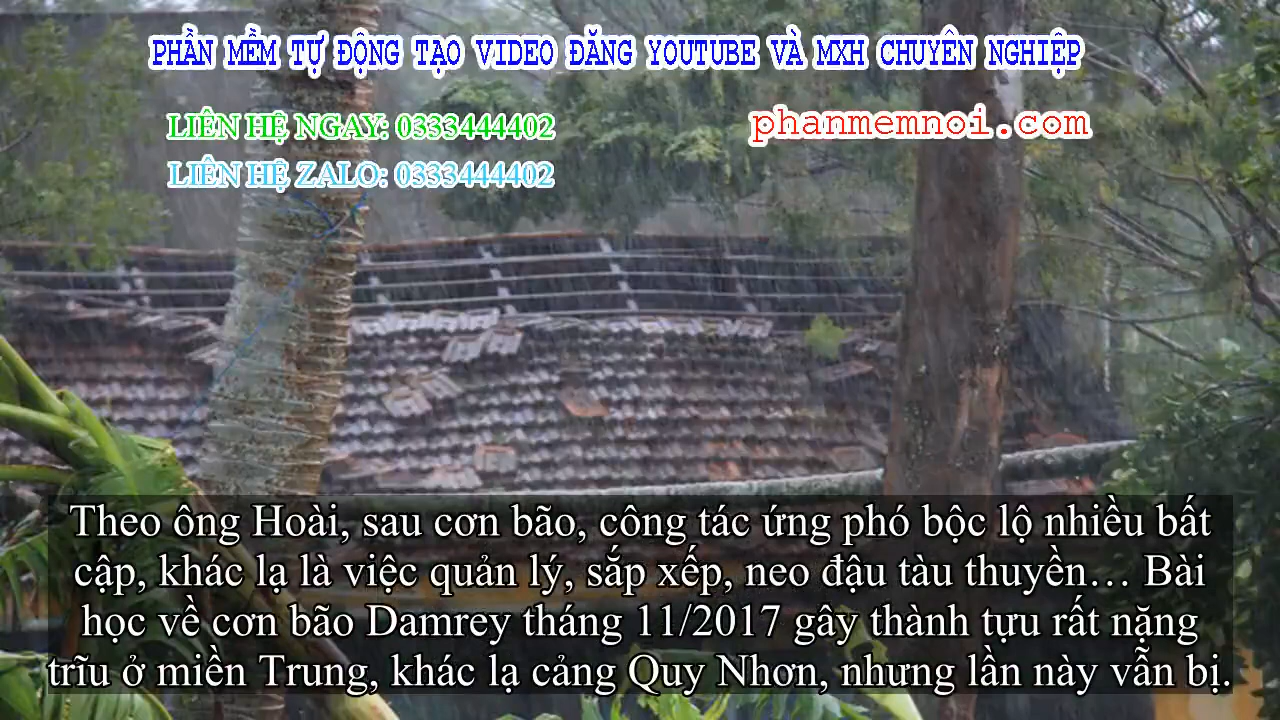 PHẦN MỀM TỰ ĐỘNG TẠO VIDEO ĐĂNG YOUTUBE VÀ MXH CHUYÊN NGHIỆP
LIÊN HỆ NGAY: 0333444402
phanmemnoi.com
LIÊN HỆ ZALO: 0333444402
Theo ông Hoài, sau cơn bão, công tác ứng phó bộc lộ nhiều bất
cập, khác lạ là việc quản lý, sắp xếp, neo đậu tàu thuyền… Bài
học về cơn bão Damrey tháng 11/2017 gây thành tựu rất nặng
trĩu ở miền Trung, khác lạ cảng Quy Nhơn, nhưng lần này vẫn bị.